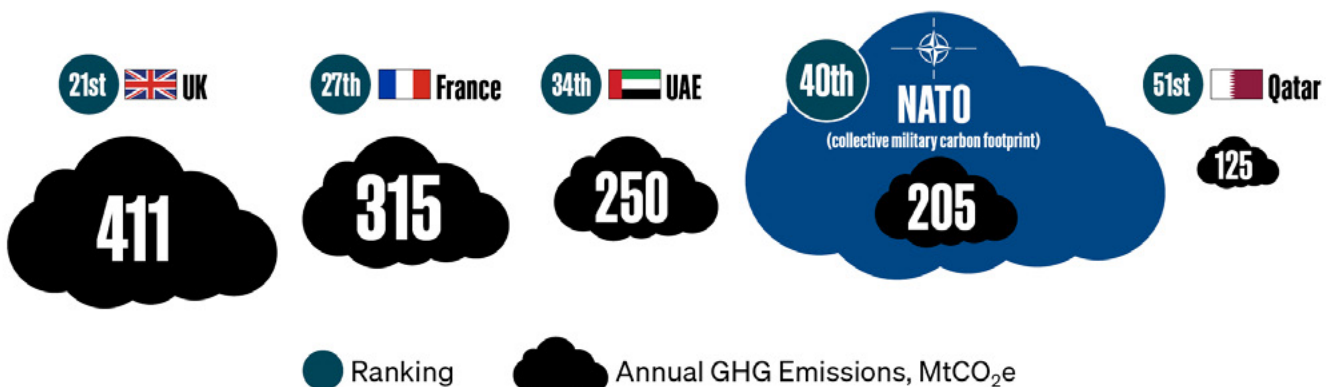 21st UK
411
27th France
315
34th UAE
250
40th
NATO
(collective military carbon footprint)
205
51st Qatar
125
Ranking
Annual GHG Emissions, MtCO₂e